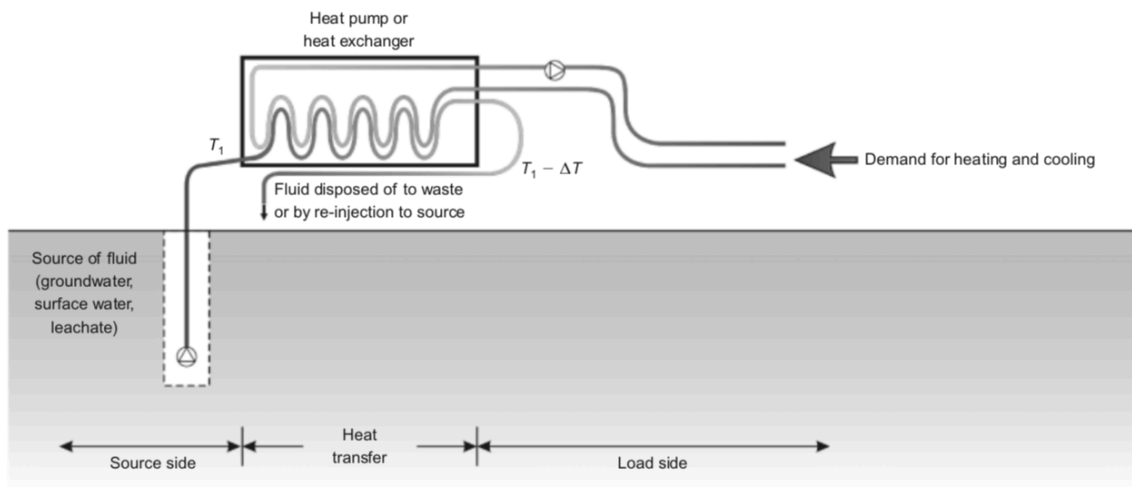 Heat pump or
heat exchanger
T₁
T₁ − ΔT
Demand for heating and cooling
Fluid disposed of to waste
or by re-injection to source
Source of fluid
(groundwater,
surface water,
leachate)
Heat
transfer
Source side
Load side